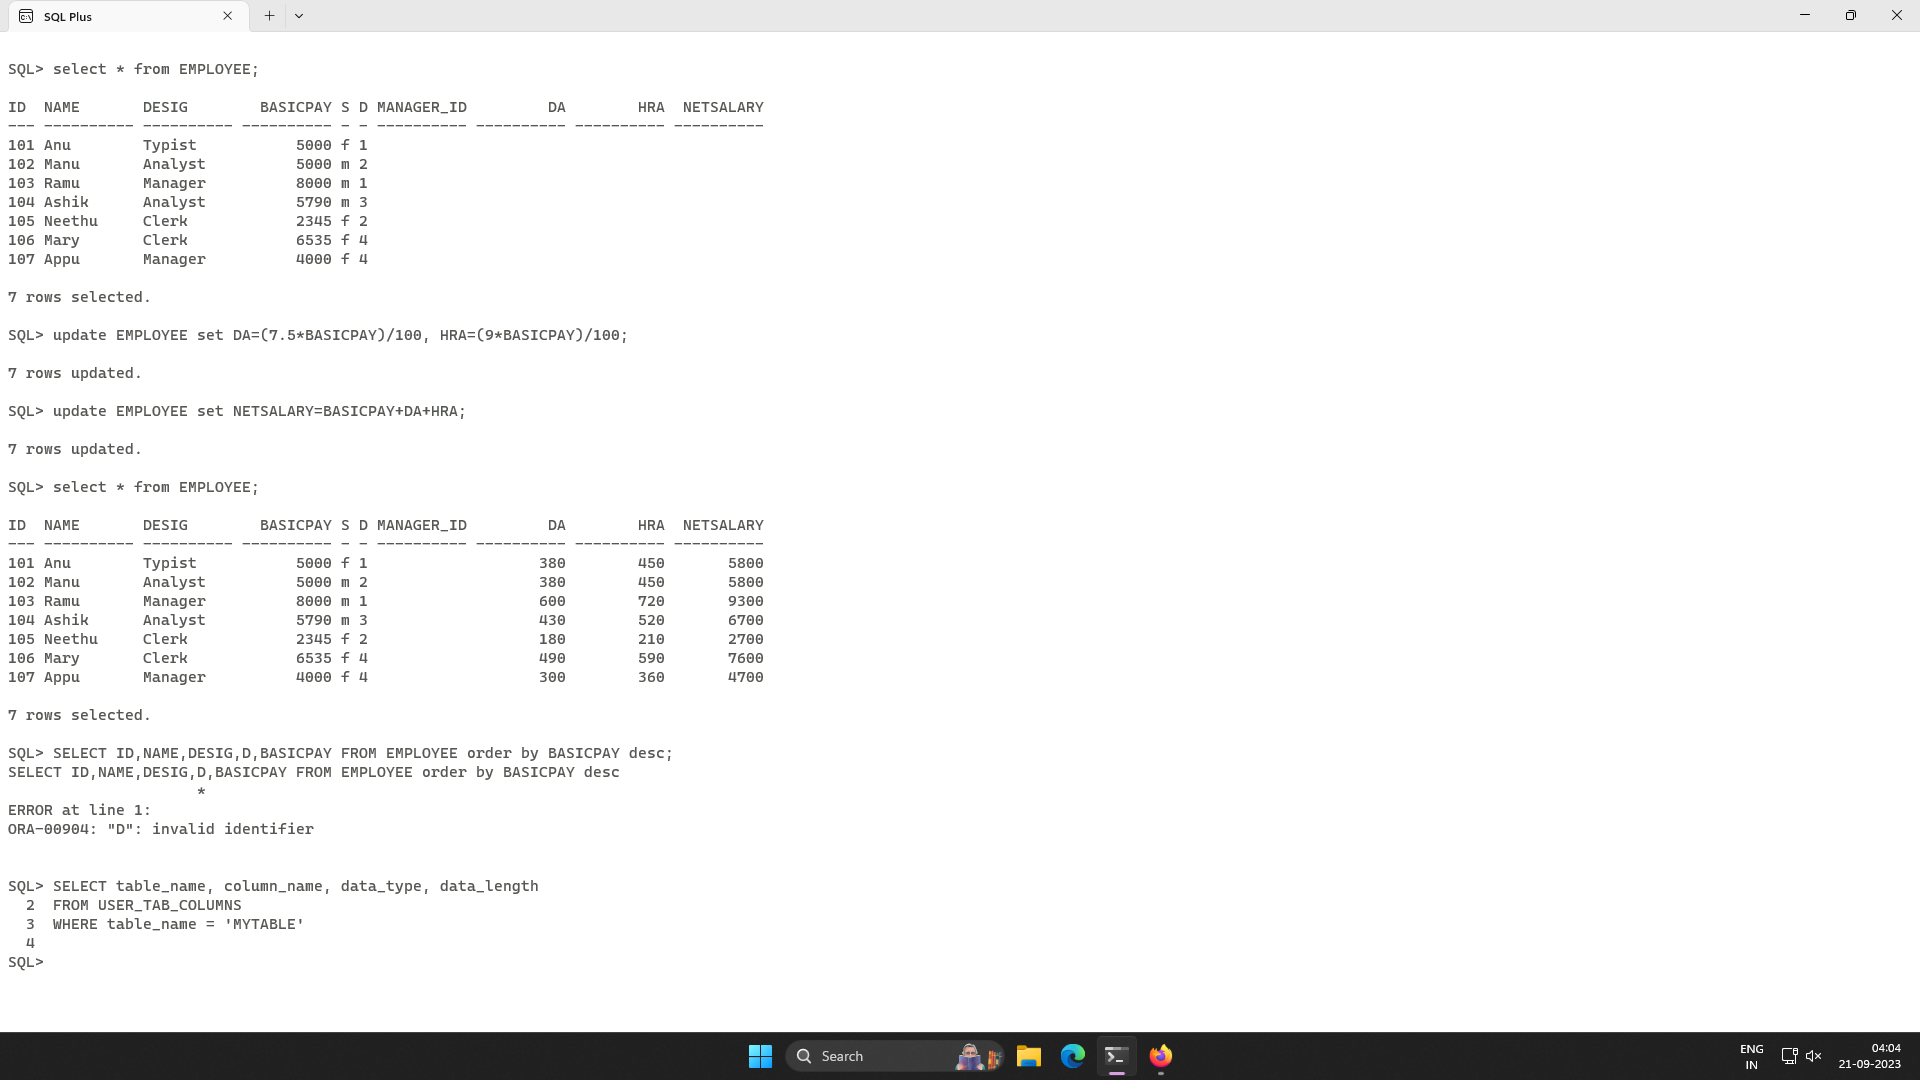 SQL Plus
SQL> select * from EMPLOYEE;
ID  NAME       DESIG        BASICPAY S D MANAGER_ID         DA        HRA  NETSALARY
--- ---------- ---------- ---------- - - ---------- ---------- ---------- ----------
101 Anu        Typist           5000 f 1
102 Manu       Analyst          5000 m 2
103 Ramu       Manager          8000 m 1
104 Ashik      Analyst          5790 m 3
105 Neethu     Clerk            2345 f 2
106 Mary       Clerk            6535 f 4
107 Appu       Manager          4000 f 4
7 rows selected.
SQL> update EMPLOYEE set DA=(7.5*BASICPAY)/100, HRA=(9*BASICPAY)/100;
7 rows updated.
SQL> update EMPLOYEE set NETSALARY=BASICPAY+DA+HRA;
7 rows updated.
SQL> select * from EMPLOYEE;
ID  NAME       DESIG        BASICPAY S D MANAGER_ID         DA        HRA  NETSALARY
--- ---------- ---------- ---------- - - ---------- ---------- ---------- ----------
101 Anu        Typist           5000 f 1                   380        450       5800
102 Manu       Analyst          5000 m 2                   380        450       5800
103 Ramu       Manager          8000 m 1                   600        720       9300
104 Ashik      Analyst          5790 m 3                   430        520       6700
105 Neethu     Clerk            2345 f 2                   180        210       2700
106 Mary       Clerk            6535 f 4                   490        590       7600
107 Appu       Manager          4000 f 4                   300        360       4700
7 rows selected.
SQL> SELECT ID,NAME,DESIG,D,BASICPAY FROM EMPLOYEE order by BASICPAY desc;
SELECT ID,NAME,DESIG,D,BASICPAY FROM EMPLOYEE order by BASICPAY desc
                     *
ERROR at line 1:
ORA-00904: "D": invalid identifier
SQL> SELECT table_name, column_name, data_type, data_length
  2  FROM USER_TAB_COLUMNS
  3  WHERE table_name = 'MYTABLE'
  4
SQL>
Search
ENG
IN
04:04
21-09-2023